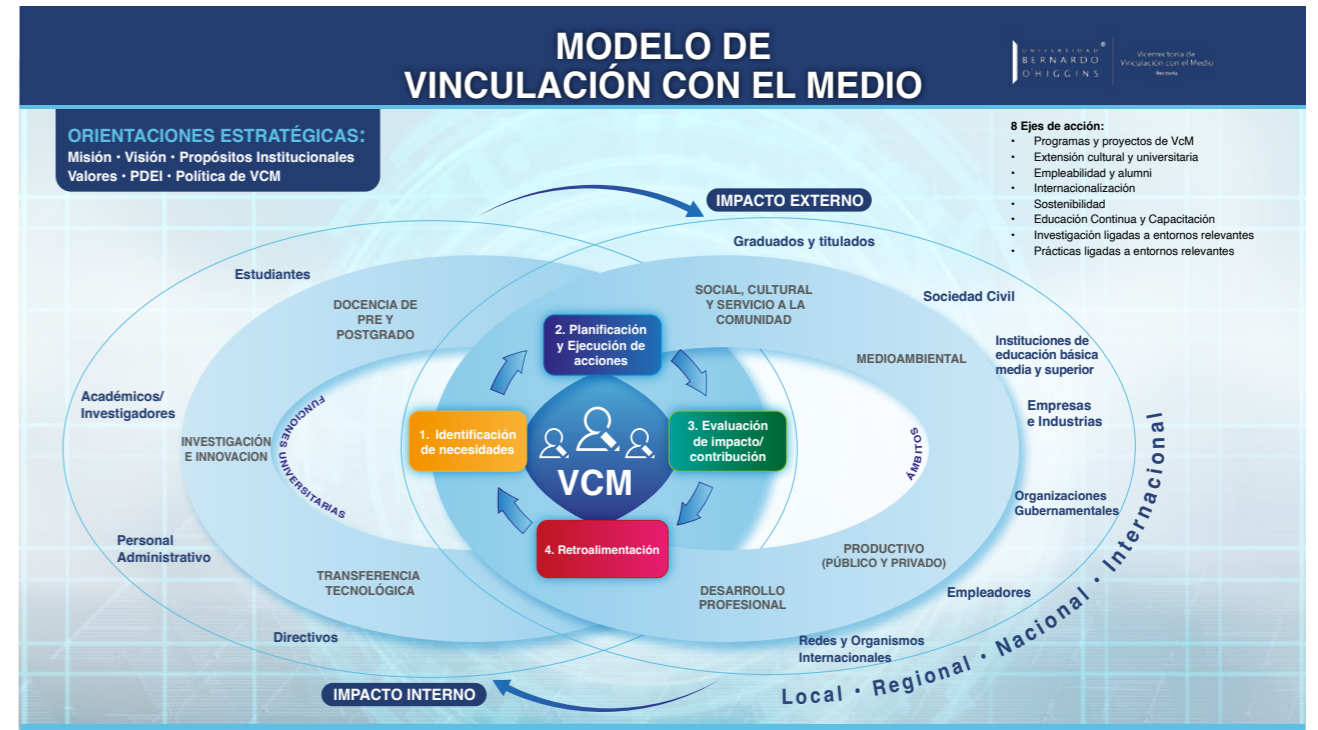 MODELO DE
VINCULACIÓN CON EL MEDIO
UNIVERSIDAD
BERNARDO
O'HIGGINS
®
Vicerrectoría de
Vinculación con el Medio
Rectoría
ORIENTACIONES ESTRATÉGICAS:
Misión • Visión • Propósitos Institucionales
Valores • PDEI • Política de VCM
8 Ejes de acción:
• Programas y proyectos de VcM
• Extensión cultural y universitaria
• Empleabilidad y alumni
• Internacionalización
• Sostenibilidad
• Educación Continua y Capacitación
• Investigación ligadas a entornos relevantes
• Prácticas ligadas a entornos relevantes
IMPACTO EXTERNO
Estudiantes
Académicos/
Investigadores
Personal
Administrativo
Directivos
DOCENCIA DE
PRE Y
POSTGRADO
INVESTIGACIÓN
E INNOVACION
TRANSFERENCIA
TECNOLÓGICA
FUNCIONES UNIVERSITARIAS
1. Identificación
de necesidades
2. Planificación
y Ejecución de
acciones
3. Evaluación
de impacto/
contribución
4. Retroalimentación
VCM
SOCIAL, CULTURAL
Y SERVICIO A LA
COMUNIDAD
MEDIOAMBIENTAL
PRODUCTIVO
(PÚBLICO Y PRIVADO)
DESARROLLO
PROFESIONAL
ÁMBITOS
Graduados y titulados
Sociedad Civil
Instituciones de
educación básica
media y superior
Empresas
e Industrias
Organizaciones
Gubernamentales
Empleadores
Redes y Organismos
Internacionales
Local • Regional • Nacional • Internacional
IMPACTO INTERNO